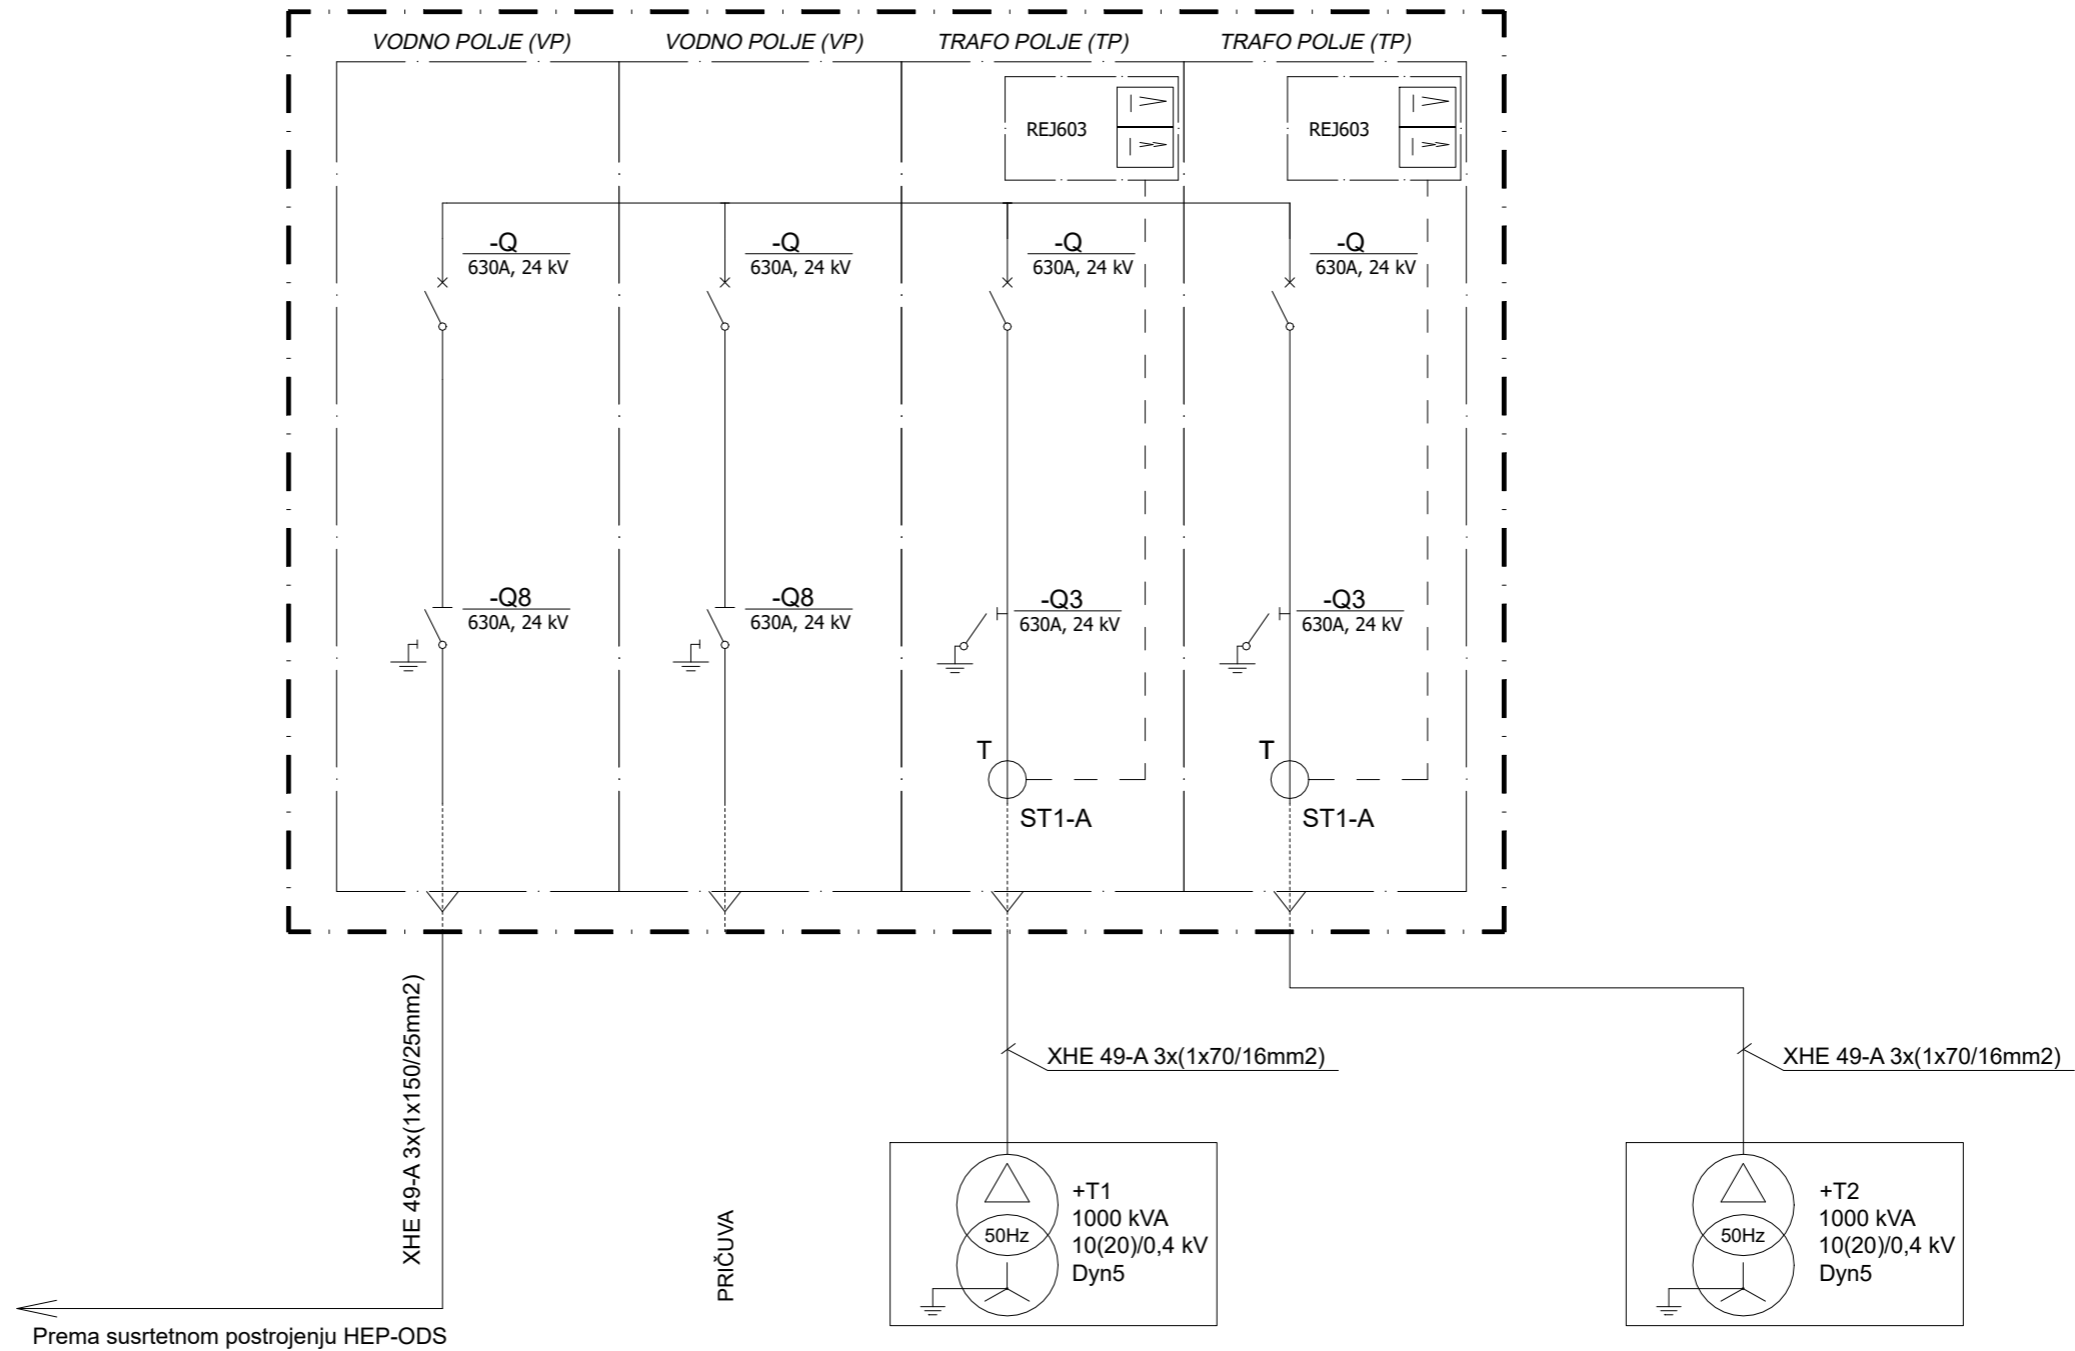 VODNO POLJE (VP)
VODNO POLJE (VP)
TRAFO POLJE (TP)
TRAFO POLJE (TP)
REJ603
I >
I >>
REJ603
I >
I >>
-Q
630A, 24 kV
-Q
630A, 24 kV
-Q
630A, 24 kV
-Q
630A, 24 kV
-Q8
630A, 24 kV
-Q8
630A, 24 kV
-Q3
630A, 24 kV
-Q3
630A, 24 kV
T
ST1-A
T
ST1-A
XHE 49-A 3x(1x150/25mm2)
PRIČUVA
XHE 49-A 3x(1x70/16mm2)
XHE 49-A 3x(1x70/16mm2)
50Hz
+T1
1000 kVA
10(20)/0,4 kV
Dyn5
50Hz
+T2
1000 kVA
10(20)/0,4 kV
Dyn5
Prema susrtetnom postrojenju HEP-ODS